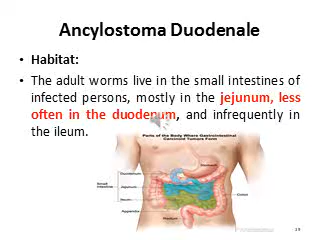 Ancylostoma Duodenale
• Habitat:
• The adult worms live in the small intestines of
infected persons, mostly in the jejunum, less
often in the duodenum, and infrequently in
the ileum.
Parts of the Body Where Gastrointestinal
Carcinoid Tumors Form
Duodenum
Small
Intestine
Jejunum
Ileum
Appendix
Rectum
19